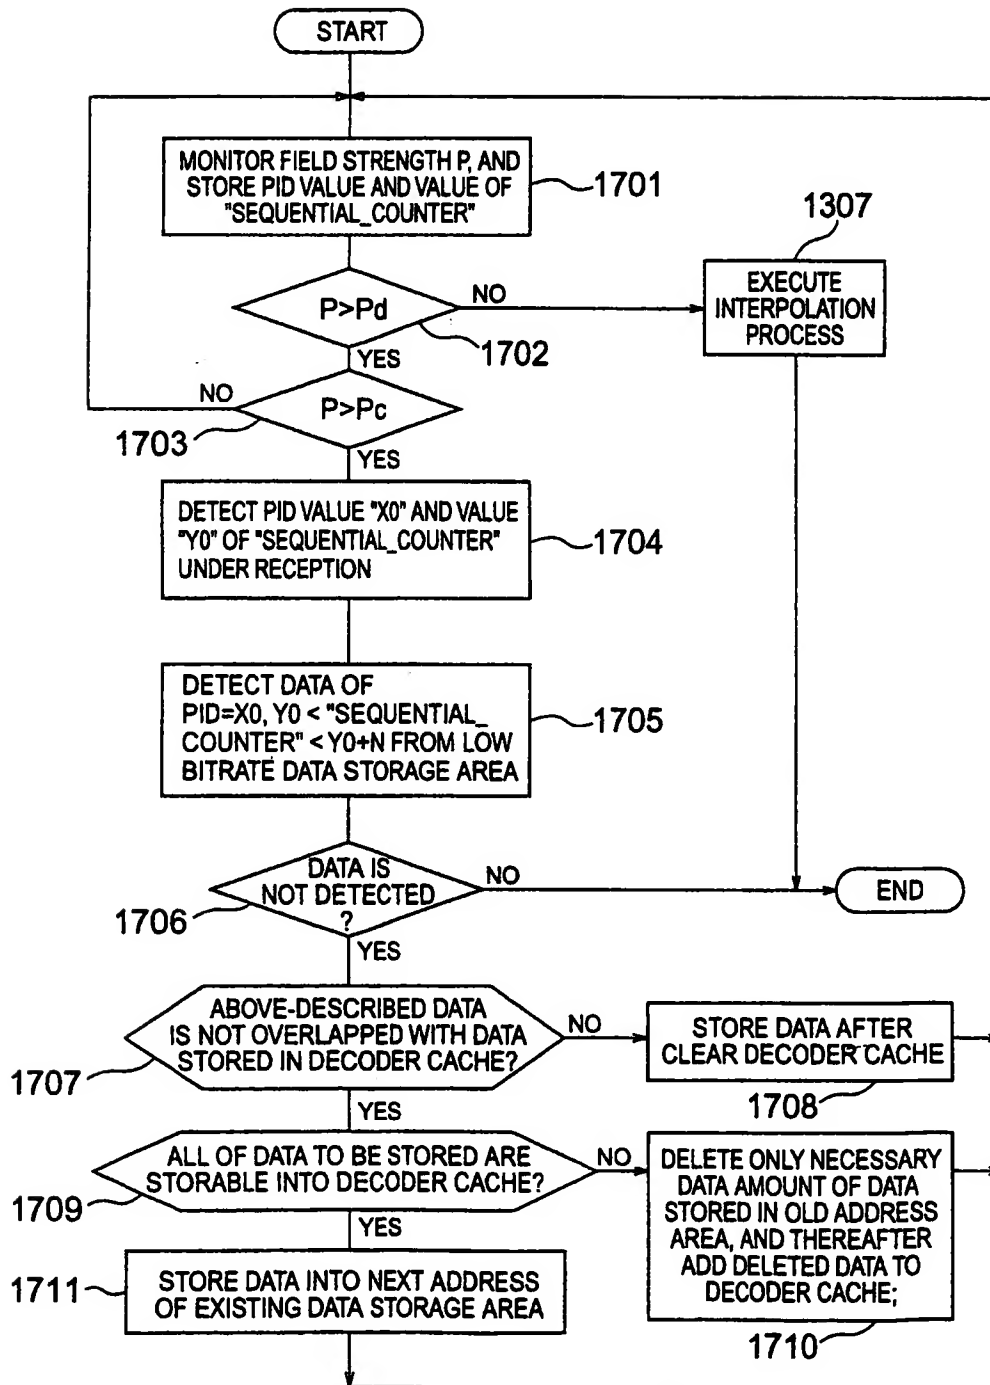 START
MONITOR FIELD STRENGTH P, AND
STORE PID VALUE AND VALUE OF
"SEQUENTIAL_COUNTER"
1701
1307
P>Pd
NO
1702
YES
EXECUTE
INTERPOLATION
PROCESS
NO
P>Pc
1703
YES
DETECT PID VALUE "X0" AND VALUE
"Y0" OF "SEQUENTIAL_COUNTER"
UNDER RECEPTION
1704
DETECT DATA OF
PID=X0, Y0 < "SEQUENTIAL_
COUNTER" < Y0+N FROM LOW
BITRATE DATA STORAGE AREA
1705
DATA IS
NOT DETECTED
?
NO
1706
YES
END
ABOVE-DESCRIBED DATA
IS NOT OVERLAPPED WITH DATA
STORED IN DECODER CACHE?
NO
1707
YES
STORE DATA AFTER
CLEAR DECODER CACHE
1708
ALL OF DATA TO BE STORED ARE
STORABLE INTO DECODER CACHE?
NO
1709
YES
DELETE ONLY NECESSARY
DATA AMOUNT OF DATA
STORED IN OLD ADDRESS
AREA, AND THEREAFTER
ADD DELETED DATA TO
DECODER CACHE;
1710
1711
STORE DATA INTO NEXT ADDRESS
OF EXISTING DATA STORAGE AREA